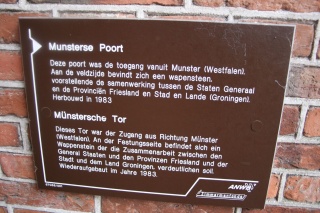 Munsterse Poort
Deze poort was de toegang vanuit Munster (Westfalen).
Aan de veldzijde bevindt zich een wapensteen,
voorstellende de samenwerking tussen de Staten Generaal
en de Provinciën Friesland en Stad en Lande (Groningen).
Herbouwd in 1983
Münstersche Tor
Dieses Tor war der Zugang aus Richtung Münster
(Westfalen). An der Festungsseite befindet sich ein
Wappenstein der die Zusammenarbeit zwischen den
General Staaten und den Provinzen Friesland und der
Stadt und dem Land Groningen, verdeutlichen soll.
Wiederaufgebaut im Jahre 1983.
ANWB